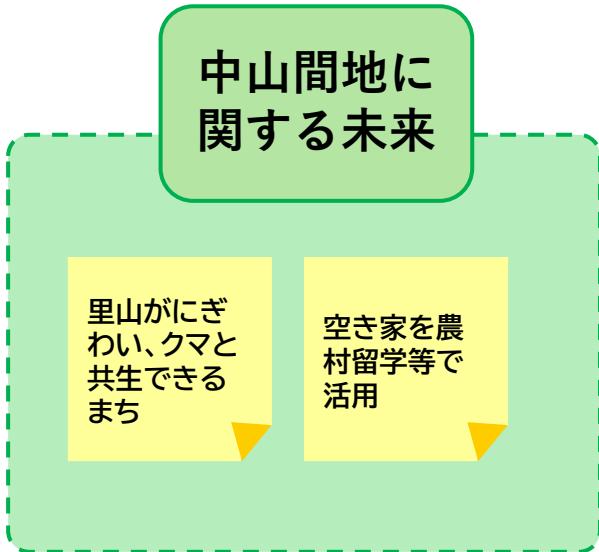 中山間地に
関する未来
里山がにぎ
わい、クマと
共生できる
まち
空き家を農
村留学等で
活用